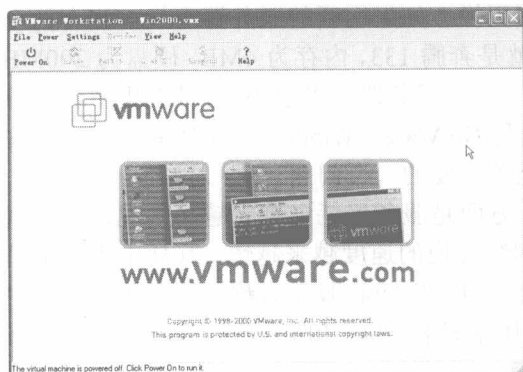 VMware Workstation - Win2000.vmx
File Power Settings View Help
Power On
Help
vmware
vmware
www.vmware.com
Copyright © 1998-2000 VMware, Inc. All rights reserved.
This program is protected by U.S. and international copyright laws.
The virtual machine is powered off. Click Power On to run it.